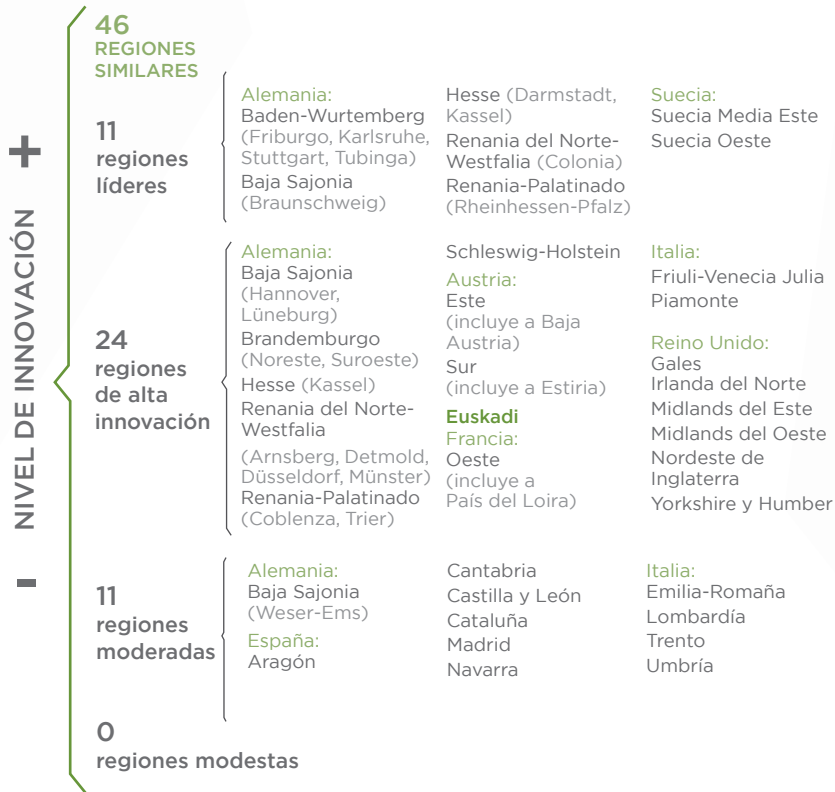 46
REGIONES
SIMILARES
NIVEL DE INNOVACIÓN
+
-
11
regiones
líderes
Alemania:
Baden-Wurtemberg
(Friburgo, Karlsruhe,
Stuttgart, Tubinga)
Baja Sajonia
(Braunschweig)
Hesse (Darmstadt,
Kassel)
Renania del Norte-
Westfalia (Colonia)
Renania-Palatinado
(Rheinhessen-Pfalz)
Suecia:
Suecia Media Este
Suecia Oeste
24
regiones
de alta
innovación
Alemania:
Baja Sajonia
(Hannover,
Lüneburg)
Brandemburgo
(Noreste, Suroeste)
Hesse (Kassel)
Renania del Norte-
Westfalia
(Arnsberg, Detmold,
Düsseldorf, Münster)
Renania-Palatinado
(Coblenza, Trier)
Schleswig-Holstein
Austria:
Este
(incluye a Baja
Austria)
Sur
(incluye a Estiria)
Euskadi
Francia:
Oeste
(incluye a
País del Loira)
Italia:
Friuli-Venecia Julia
Piamonte
Reino Unido:
Gales
Irlanda del Norte
Midlands del Este
Midlands del Oeste
Nordeste de
Inglaterra
Yorkshire y Humber
11
regiones
moderadas
Alemania:
Baja Sajonia
(Weser-Ems)
España:
Aragón
Cantabria
Castilla y León
Cataluña
Madrid
Navarra
Italia:
Emilia-Romaña
Lombardía
Trento
Umbría
0
regiones modestas